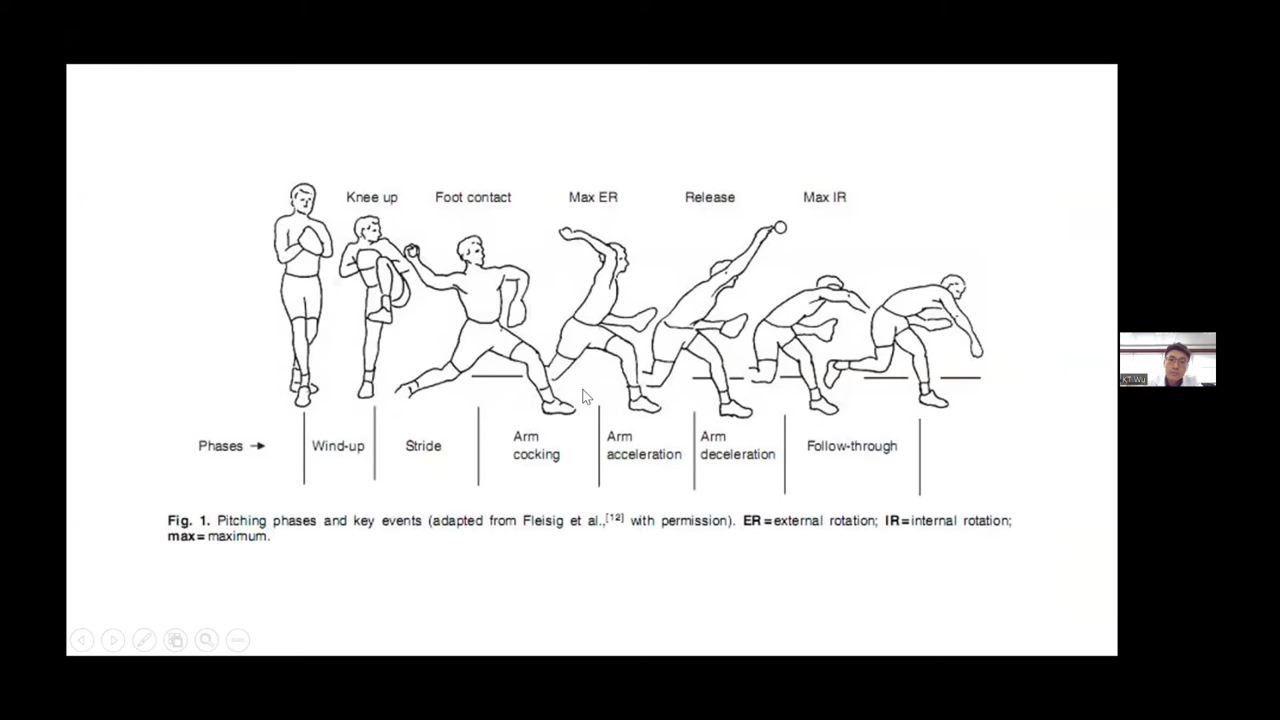 Knee up Foot contact Max ER Release Max IR
Phases → Wind-up Stride Arm cocking Arm acceleration Arm deceleration Follow-through
Fig. 1. Pitching phases and key events (adapted from Fleisig et al.,[12] with permission). ER = external rotation; IR = internal rotation;
max = maximum.
KT Wu